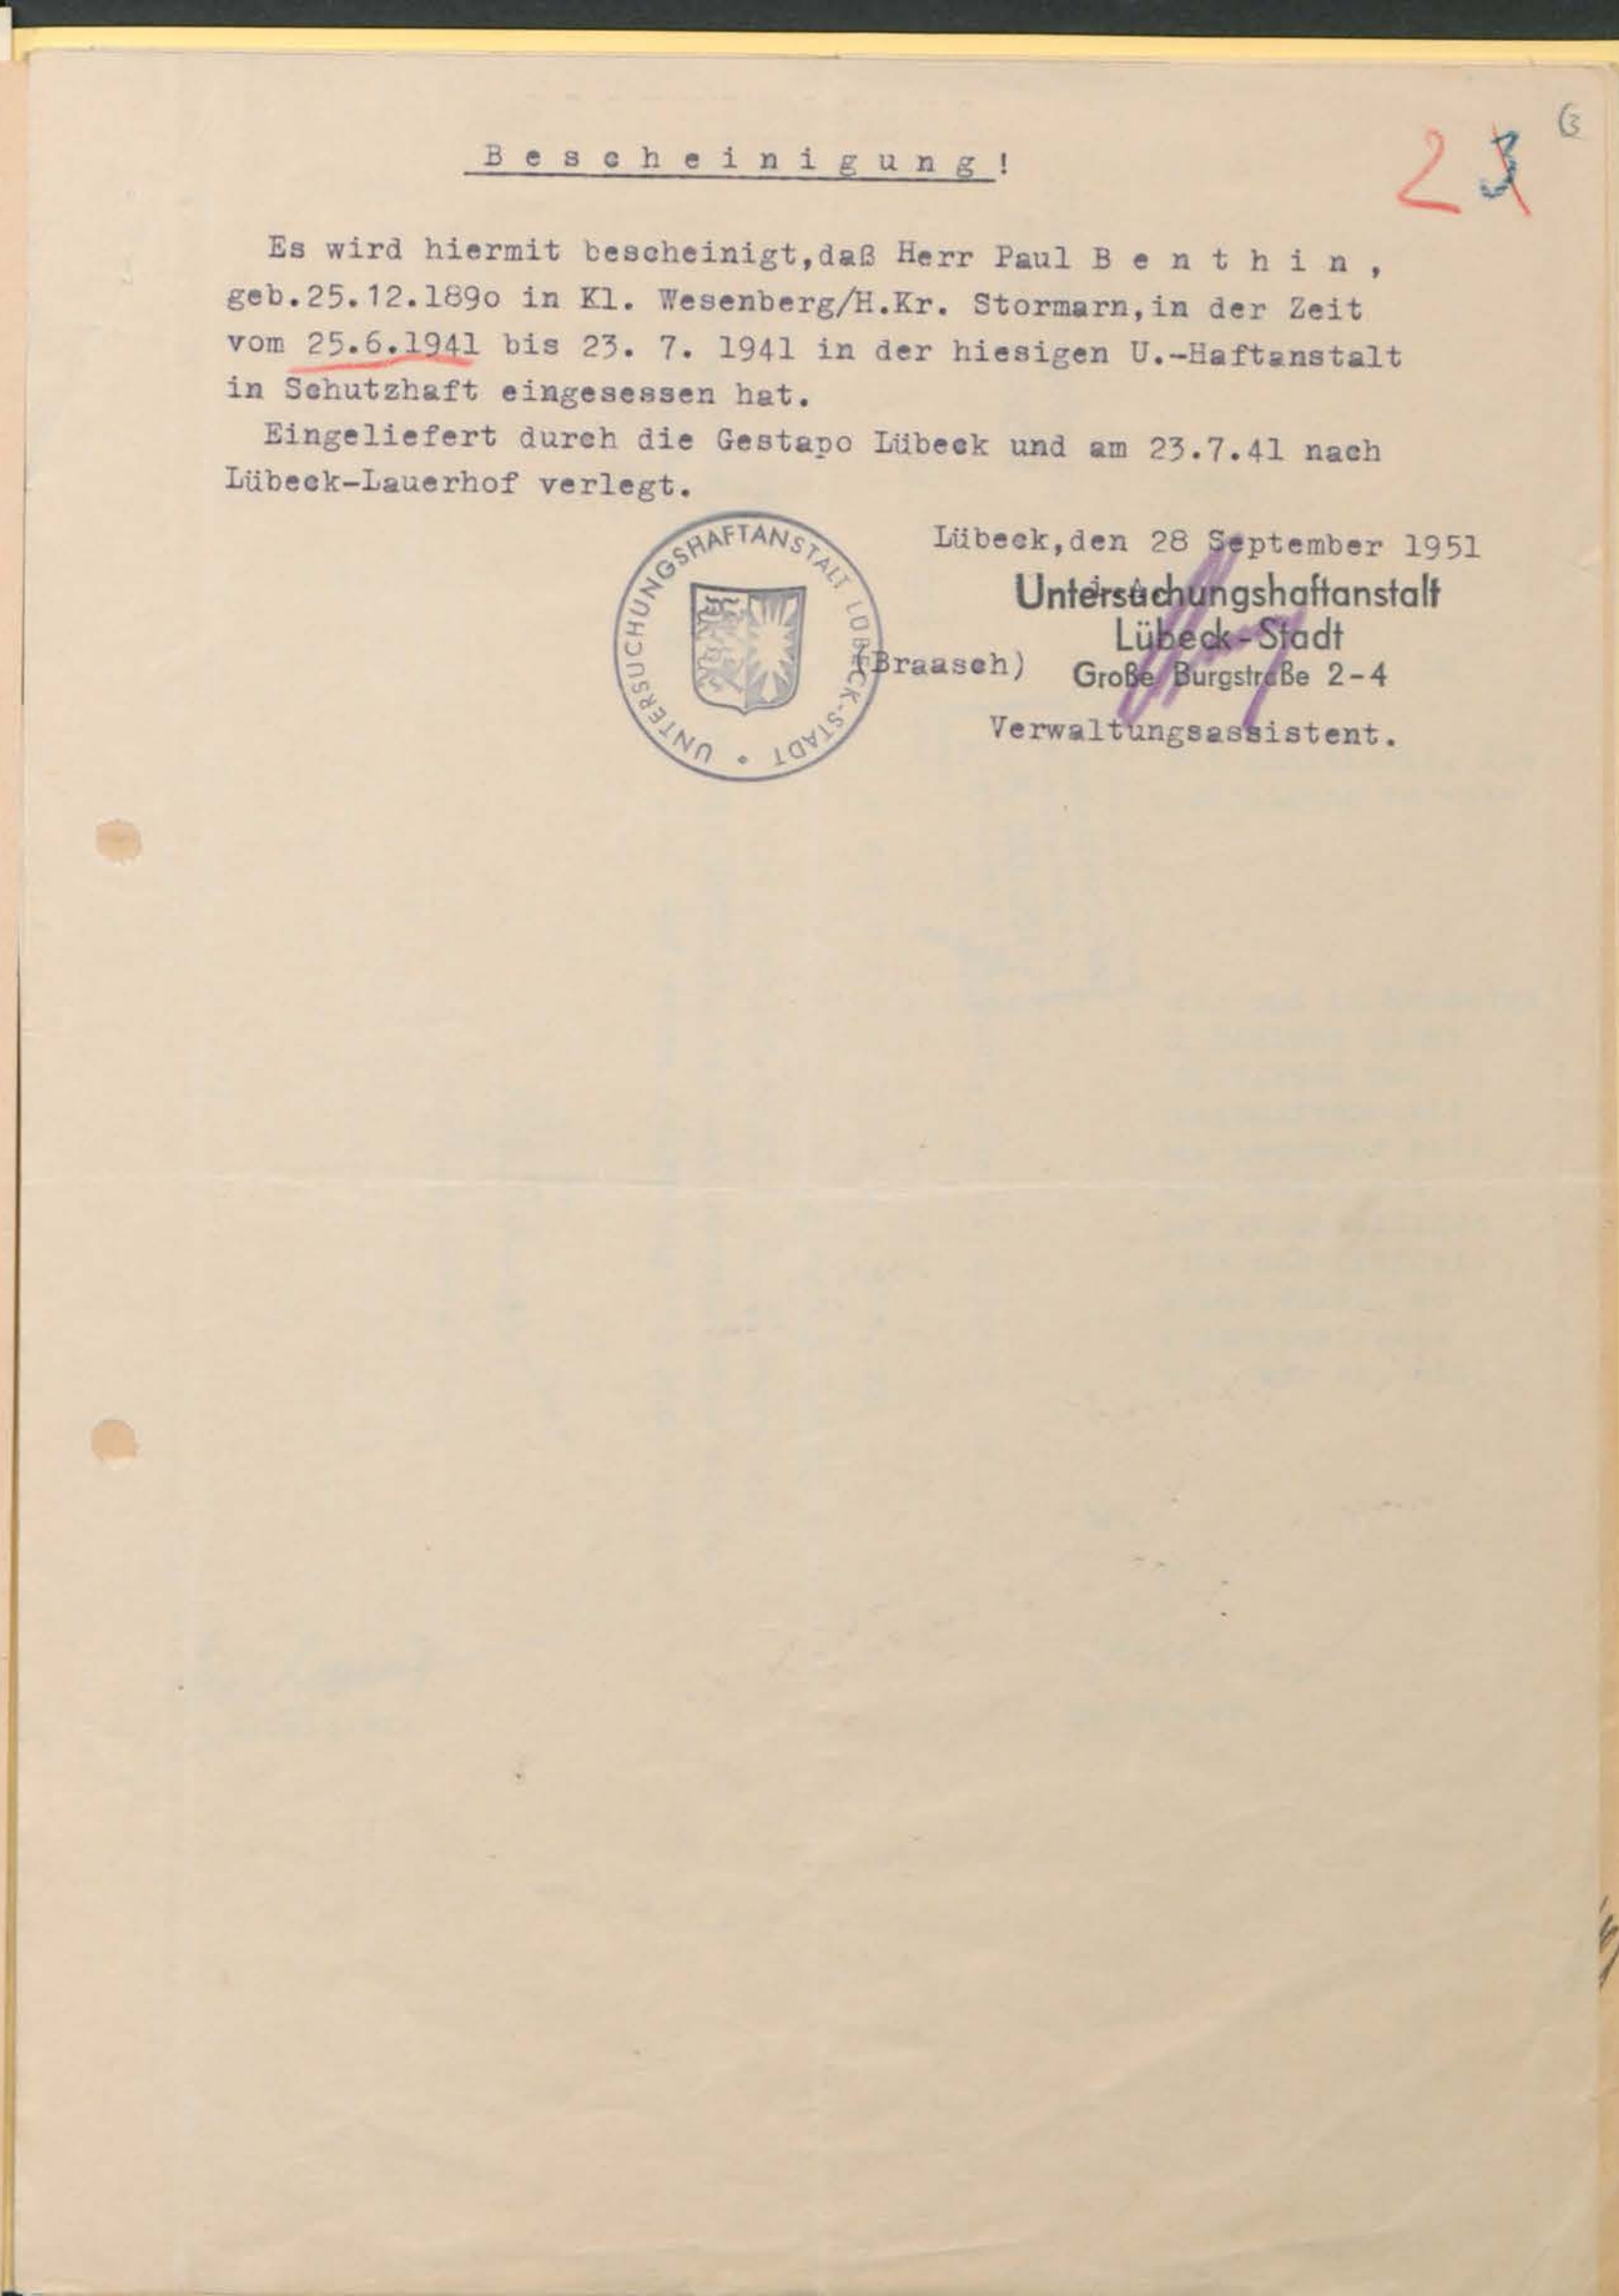 B e s c h e i n i g u n g !
23
Es wird hiermit bescheinigt,daß Herr Paul B e n t h i n ,
geb.25.12.189o in Kl. Wesenberg/H.Kr. Stormarn,in der Zeit
vom 25.6.1941 bis 23. 7. 1941 in der hiesigen U.-Haftanstalt
in Schutzhaft eingesessen hat.
Eingeliefert durch die Gestapo Lübeck und am 23.7.41 nach
Lübeck-Lauerhof verlegt.
Lübeck,den 28 September 1951
UNTERSUCHUNGSHAFTANSTALT LÜBECK-STADT
Untersuchungshaftanstalt
Lübeck-Stadt
(Braasch)
Große Burgstraße 2-4
Verwaltungsassistent.